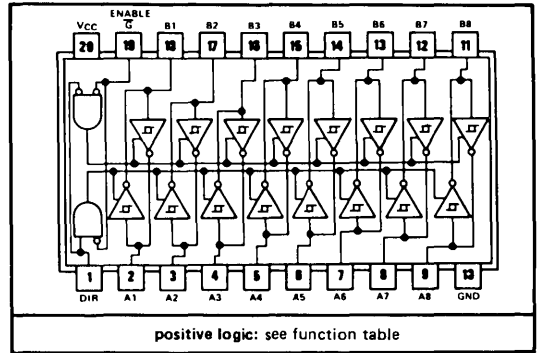 ENABLE
VCC G̅ B1 B2 B3 B4 B5 B6 B7 B8
20 19 18 17 16 15 14 13 12 11
1 2 3 4 5 6 7 8 9
DIR A1 A2 A3 A4 A5 A6 A7 A8 GND
positive logic: see function table